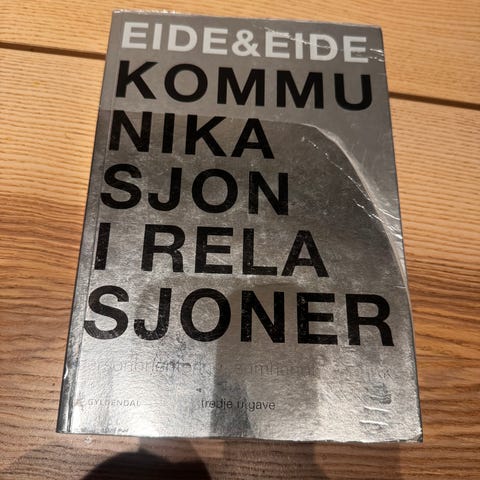 EIDE&EIDE
KOMMU
NIKA
SJON
I RELA
SJONER
GYLDENDAL
tredje utgave